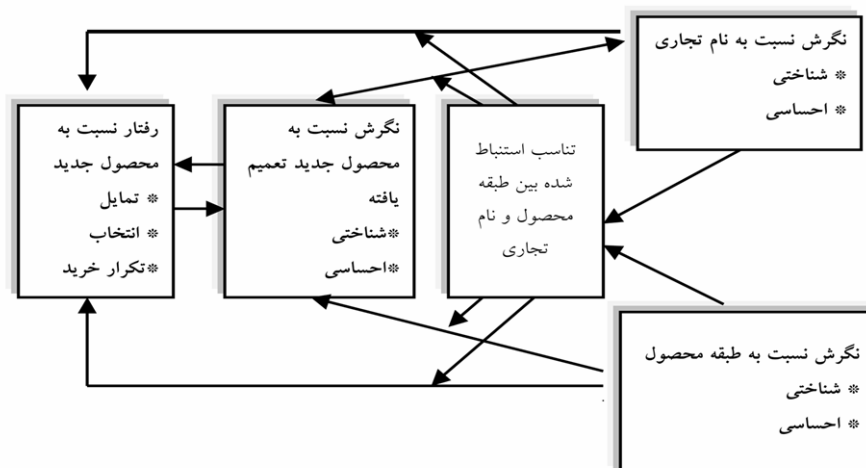 نگرش نسبت به نام تجاری
* شناختی
* احساسی
تناسب استنباط
شده بین طبقه
محصول و نام
تجاری
نگرش نسبت به
محصول جدید تعمیم
یافته
*شناختی
*احساسی
رفتار نسبت به
محصول جدید
* تمایل
* انتخاب
*تکرار خرید
نگرش نسبت به طبقه محصول
* شناختی
* احساسی